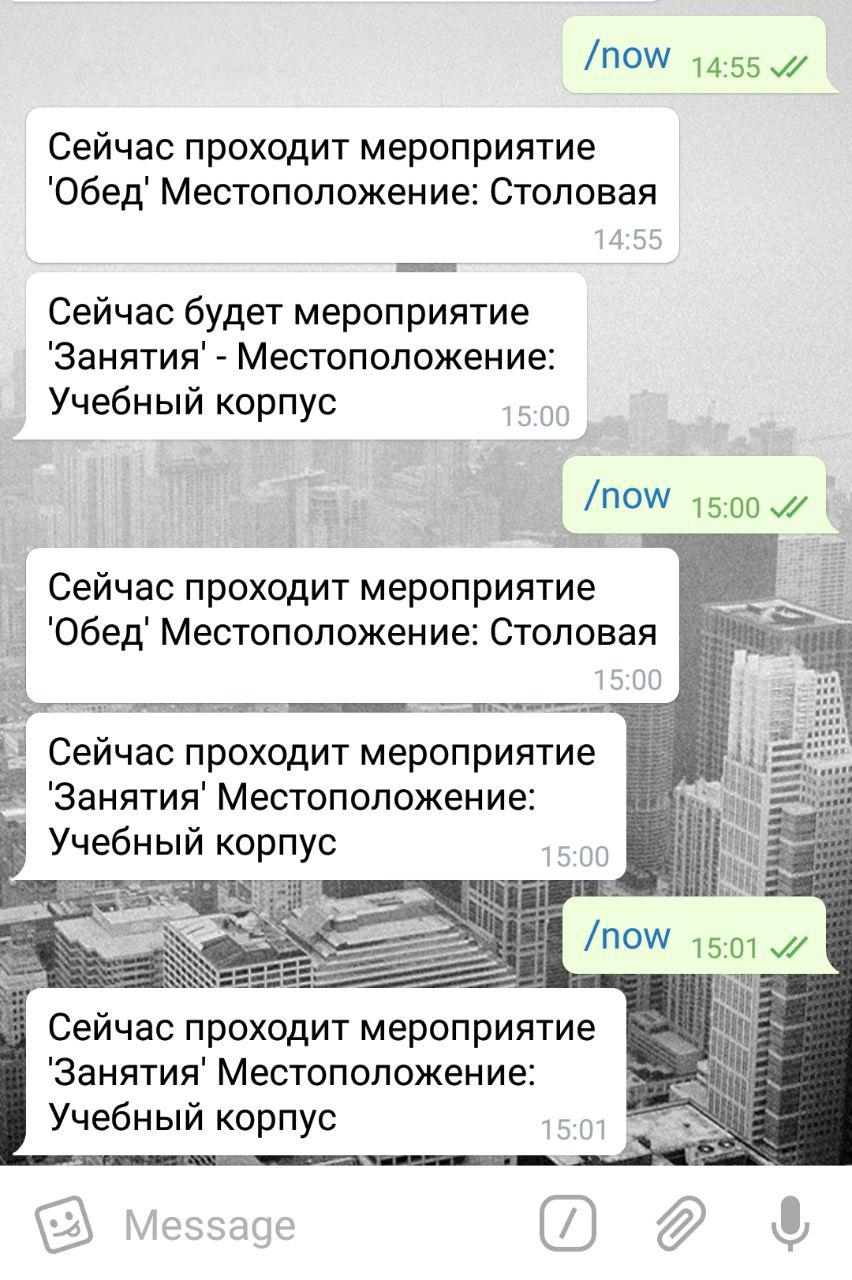 /now 14:55
Сейчас проходит мероприятие
'Обед' Местоположение: Столовая
14:55
Сейчас будет мероприятие
'Занятия' - Местоположение:
Учебный корпус 15:00
/now 15:00
Сейчас проходит мероприятие
'Обед' Местоположение: Столовая
15:00
Сейчас проходит мероприятие
'Занятия' Местоположение:
Учебный корпус 15:00
/now 15:01
Сейчас проходит мероприятие
'Занятия' Местоположение:
Учебный корпус 15:01
Message